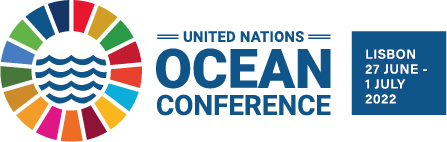 UNITED NATIONS
OCEAN
CONFERENCE
LISBON
27 JUNE -
1 JULY
2022